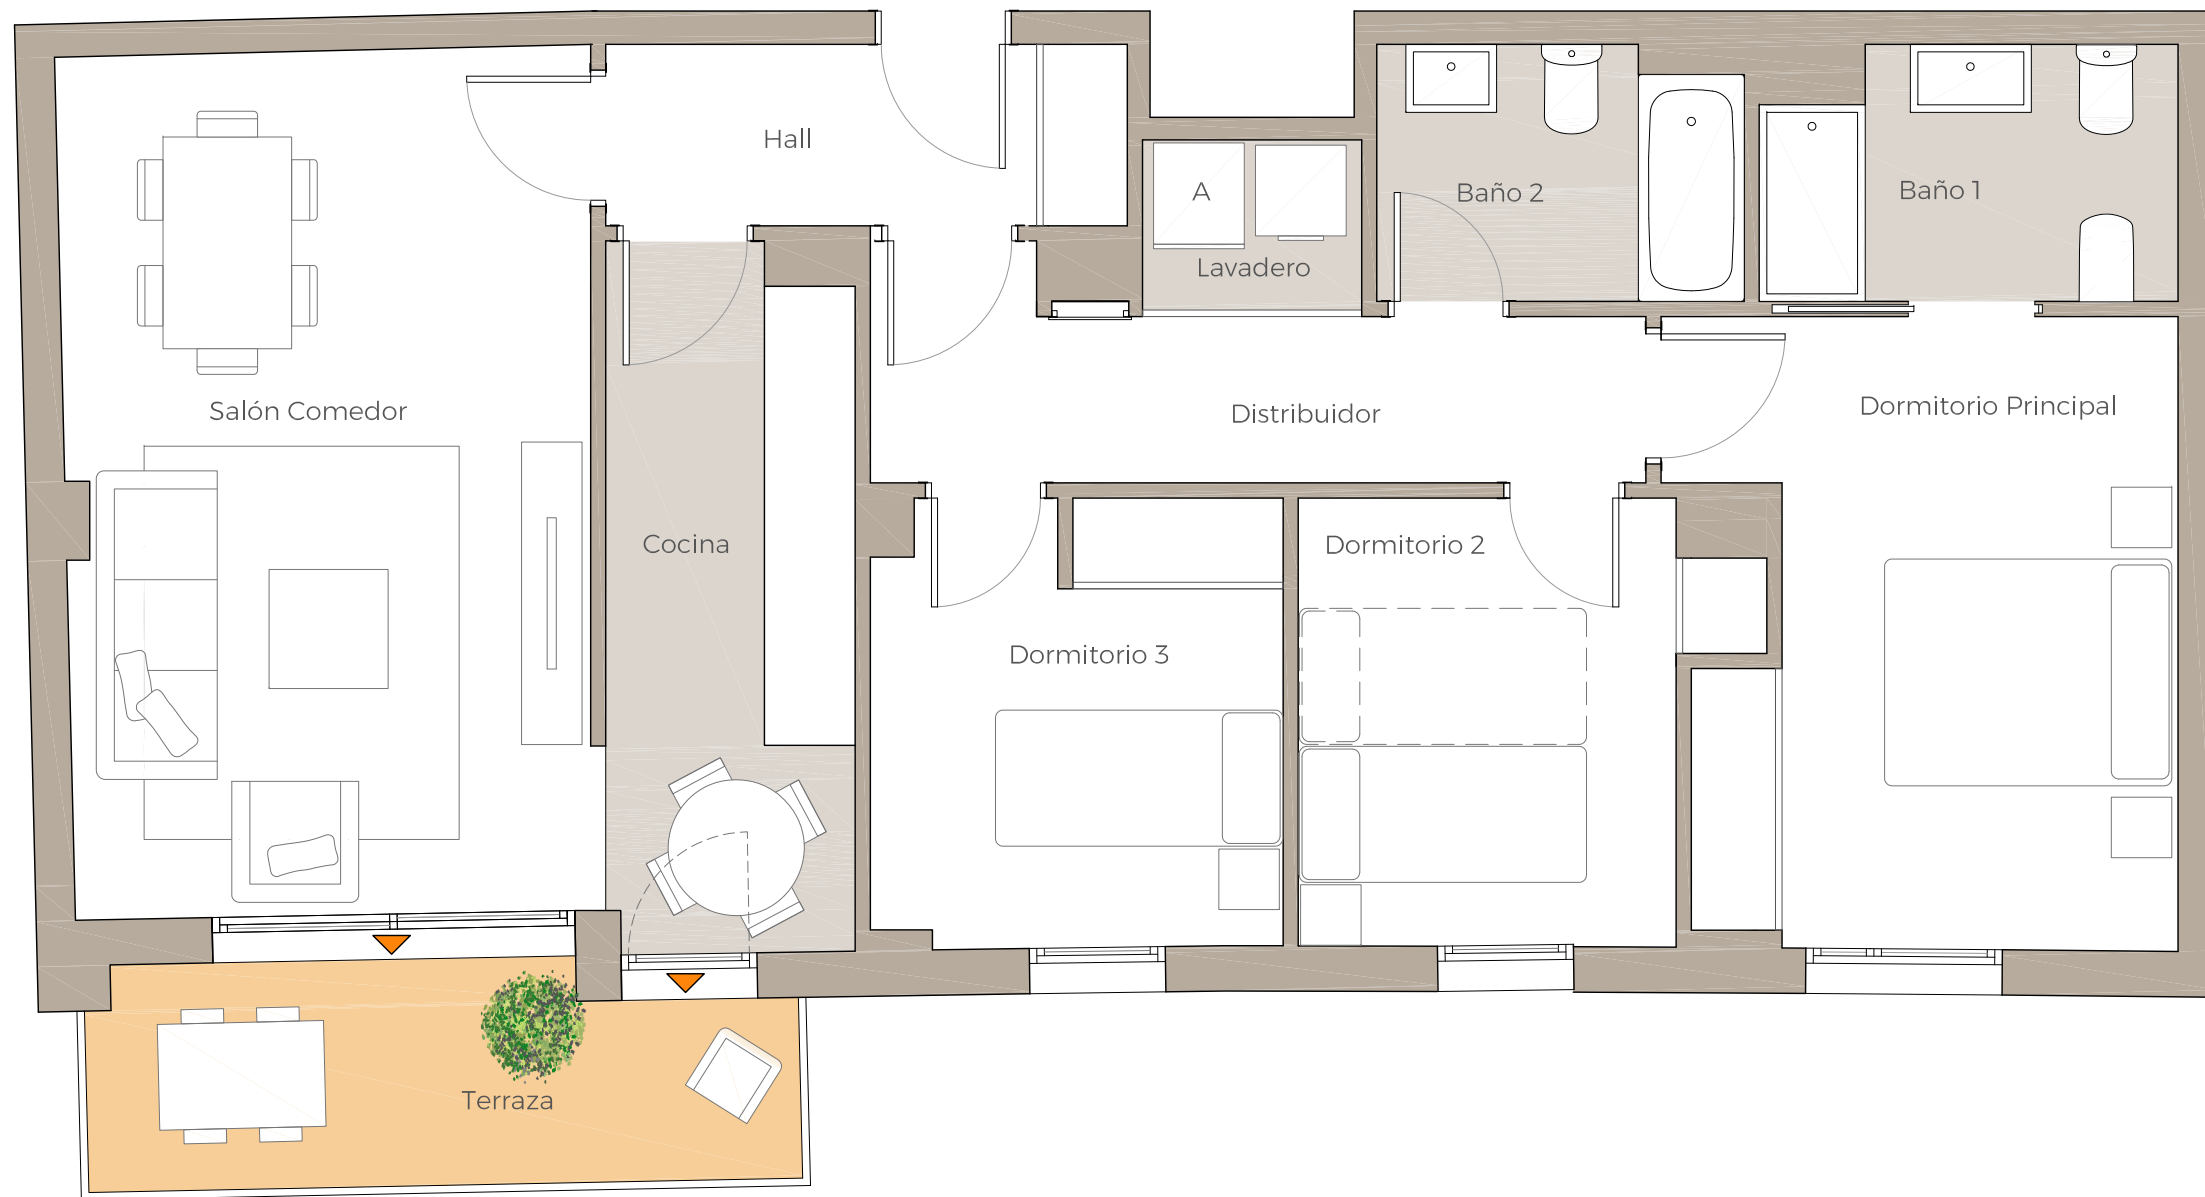 Hall
A
Baño 2
Baño 1
Lavadero
Salón Comedor
Distribuidor
Dormitorio Principal
Cocina
Dormitorio 2
Dormitorio 3
Terraza